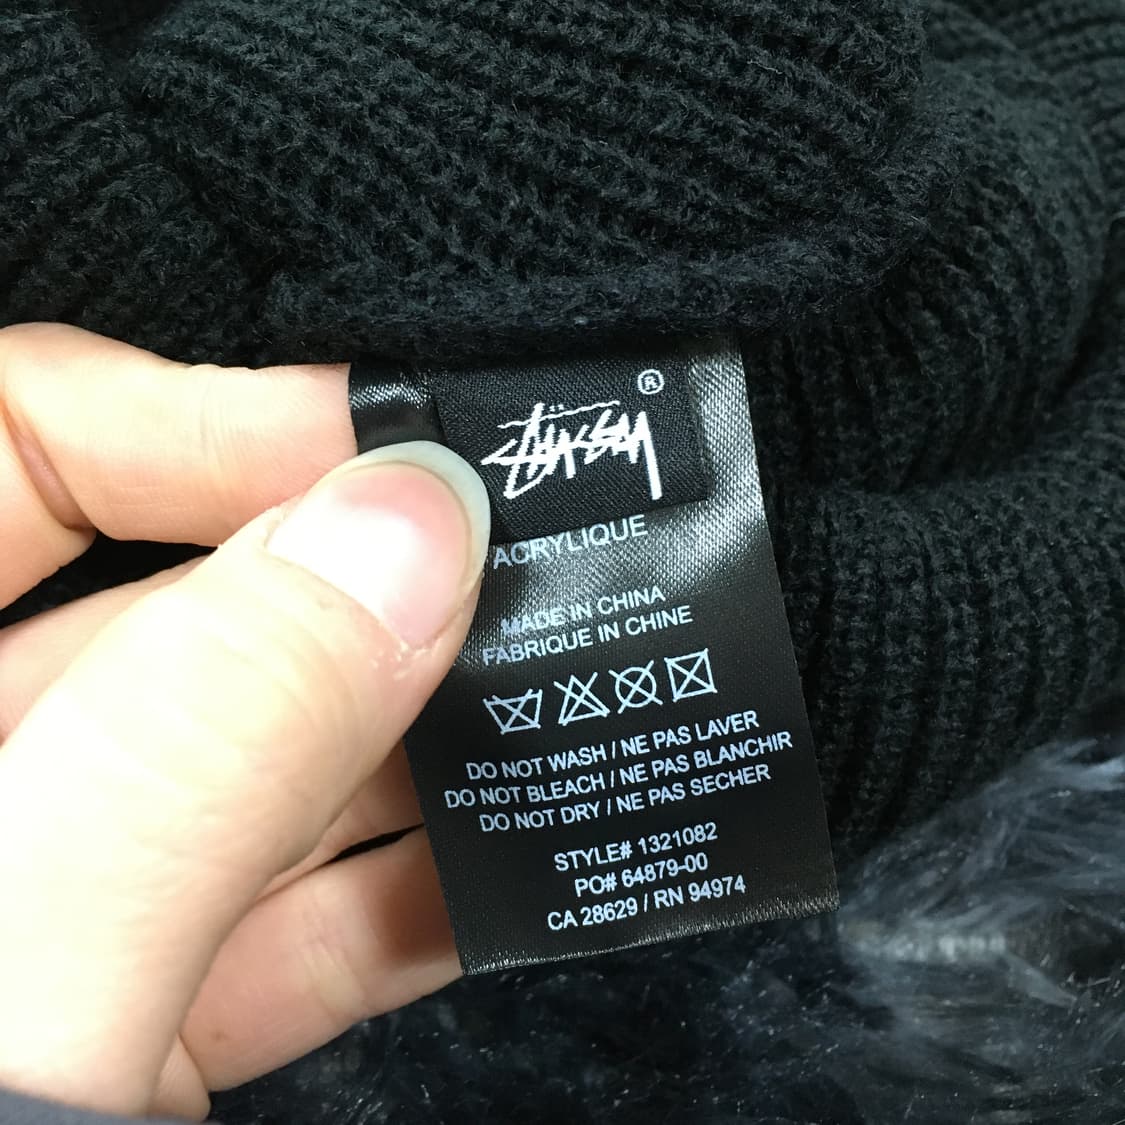 Stüssy ®
ACRYLIQUE
MADE IN CHINA
FABRIQUE IN CHINE
DO NOT WASH / NE PAS LAVER
DO NOT BLEACH / NE PAS BLANCHIR
DO NOT DRY / NE PAS SECHER
STYLE# 1321082
PO# 64879-00
CA 28629 / RN 94974